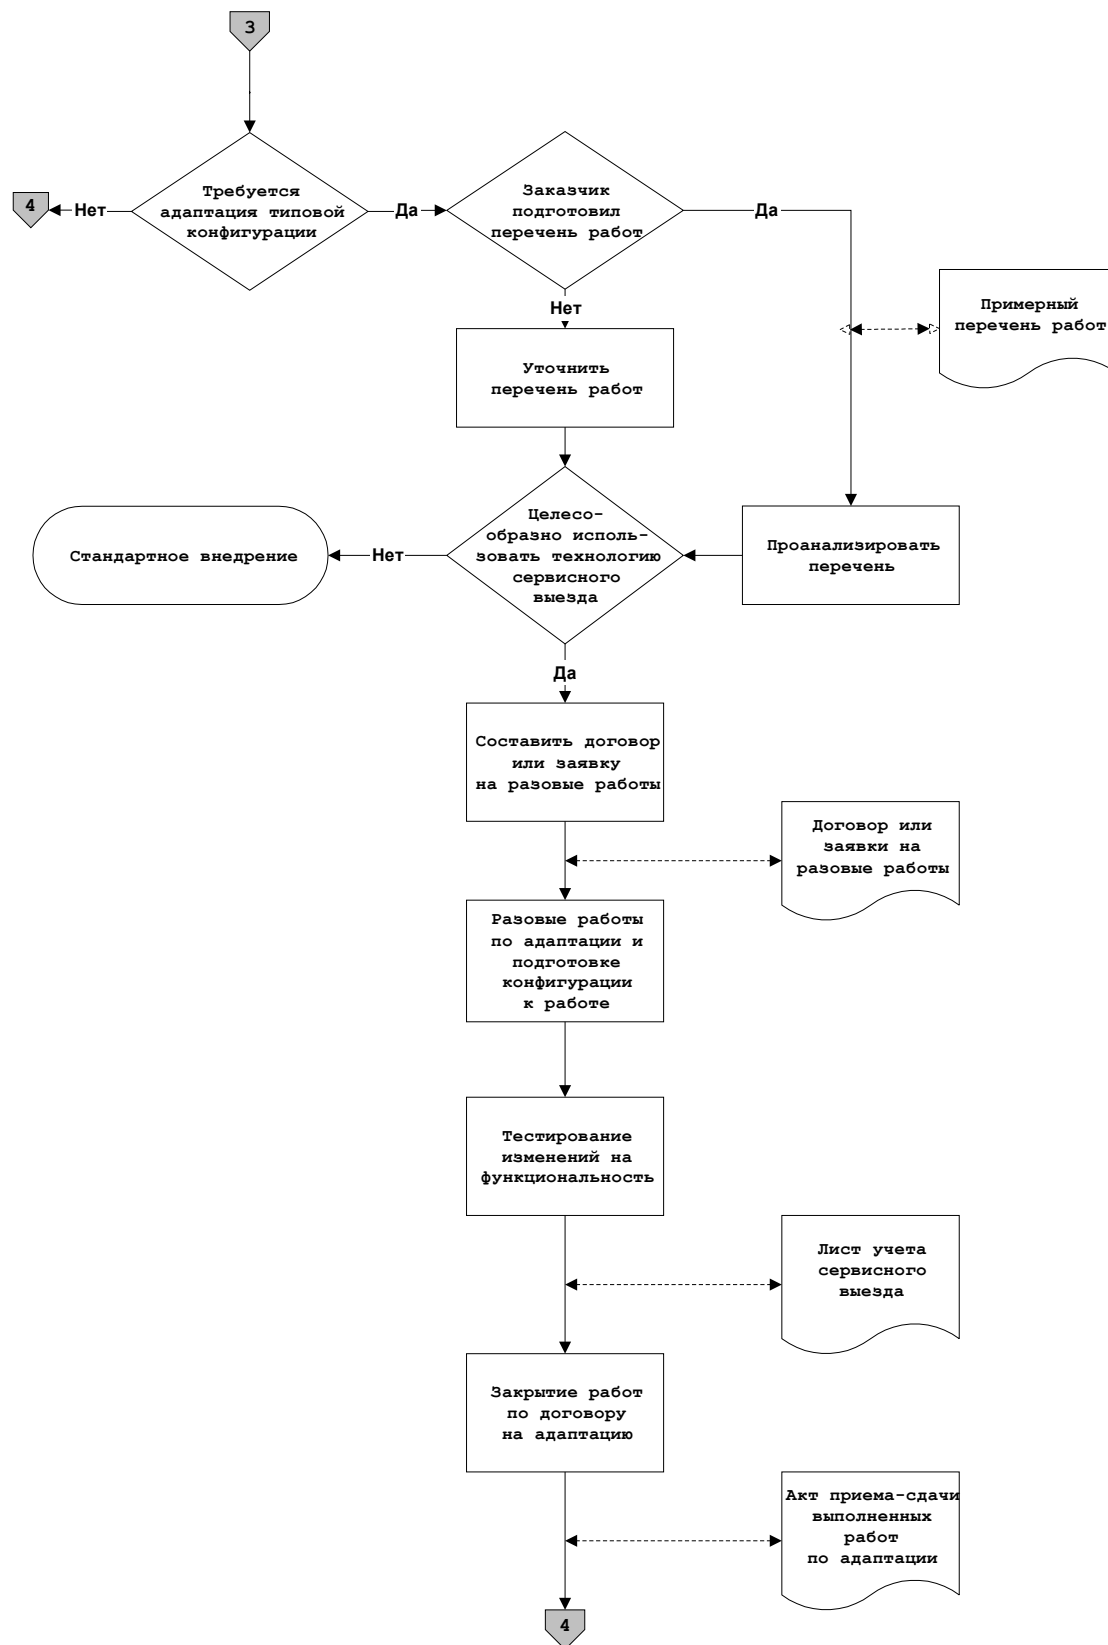 3
Требуется
адаптация типовой
конфигурации
Заказчик
подготовил
перечень работ
4
Нет
Да
Да
Нет
Примерный
перечень работ
Уточнить
перечень работ
Целесо-
образно исполь-
зовать технологию
сервисного
выезда
Стандартное внедрение
Нет
Проанализировать
перечень
Да
Составить договор
или заявку
на разовые работы
Договор или
заявки на
разовые работы
Разовые работы
по адаптации и
подготовке
конфигурации
к работе
Тестирование
изменений на
функциональность
Лист учета
сервисного
выезда
Закрытие работ
по договору
на адаптацию
Акт приема-сдачи
выполненных
работ
по адаптации
4